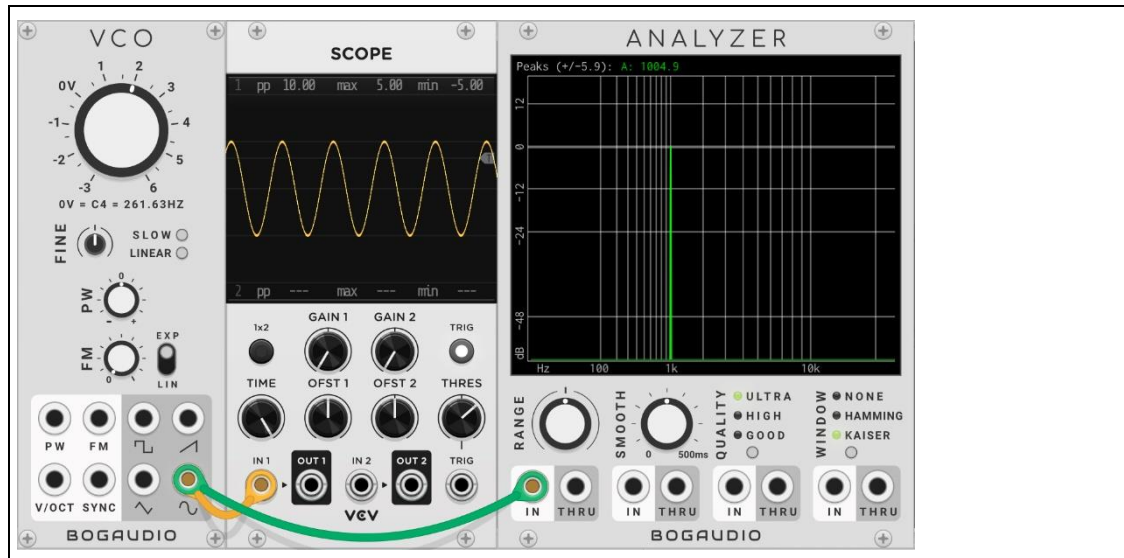 VCO
1 2
0V 3
-1 4
-2 5
-3 6
0V = C4 = 261.63HZ
FINE
SLOW
LINEAR
PW
0
- +
FM
0
EXP
LIN
PW FM
V/OCT SYNC
BOGAUDIO
SCOPE
1 pp 10.00 max 5.00 min -5.00
T
2 pp --- max --- min ---
1x2 GAIN 1 GAIN 2 TRIG
TIME OFST 1 OFST 2 THRES
IN 1 OUT 1 IN 2 OUT 2 TRIG
VCV
ANALYZER
Peaks (+/-5.9): A: 1004.9
12
0
-12
-24
-48
dB
Hz 100 1k 10k
RANGE
SMOOTH
0 500ms
QUALITY
ULTRA
HIGH
GOOD
WINDOW
NONE
HAMMING
KAISER
IN THRU IN THRU IN THRU IN THRU
BOGAUDIO